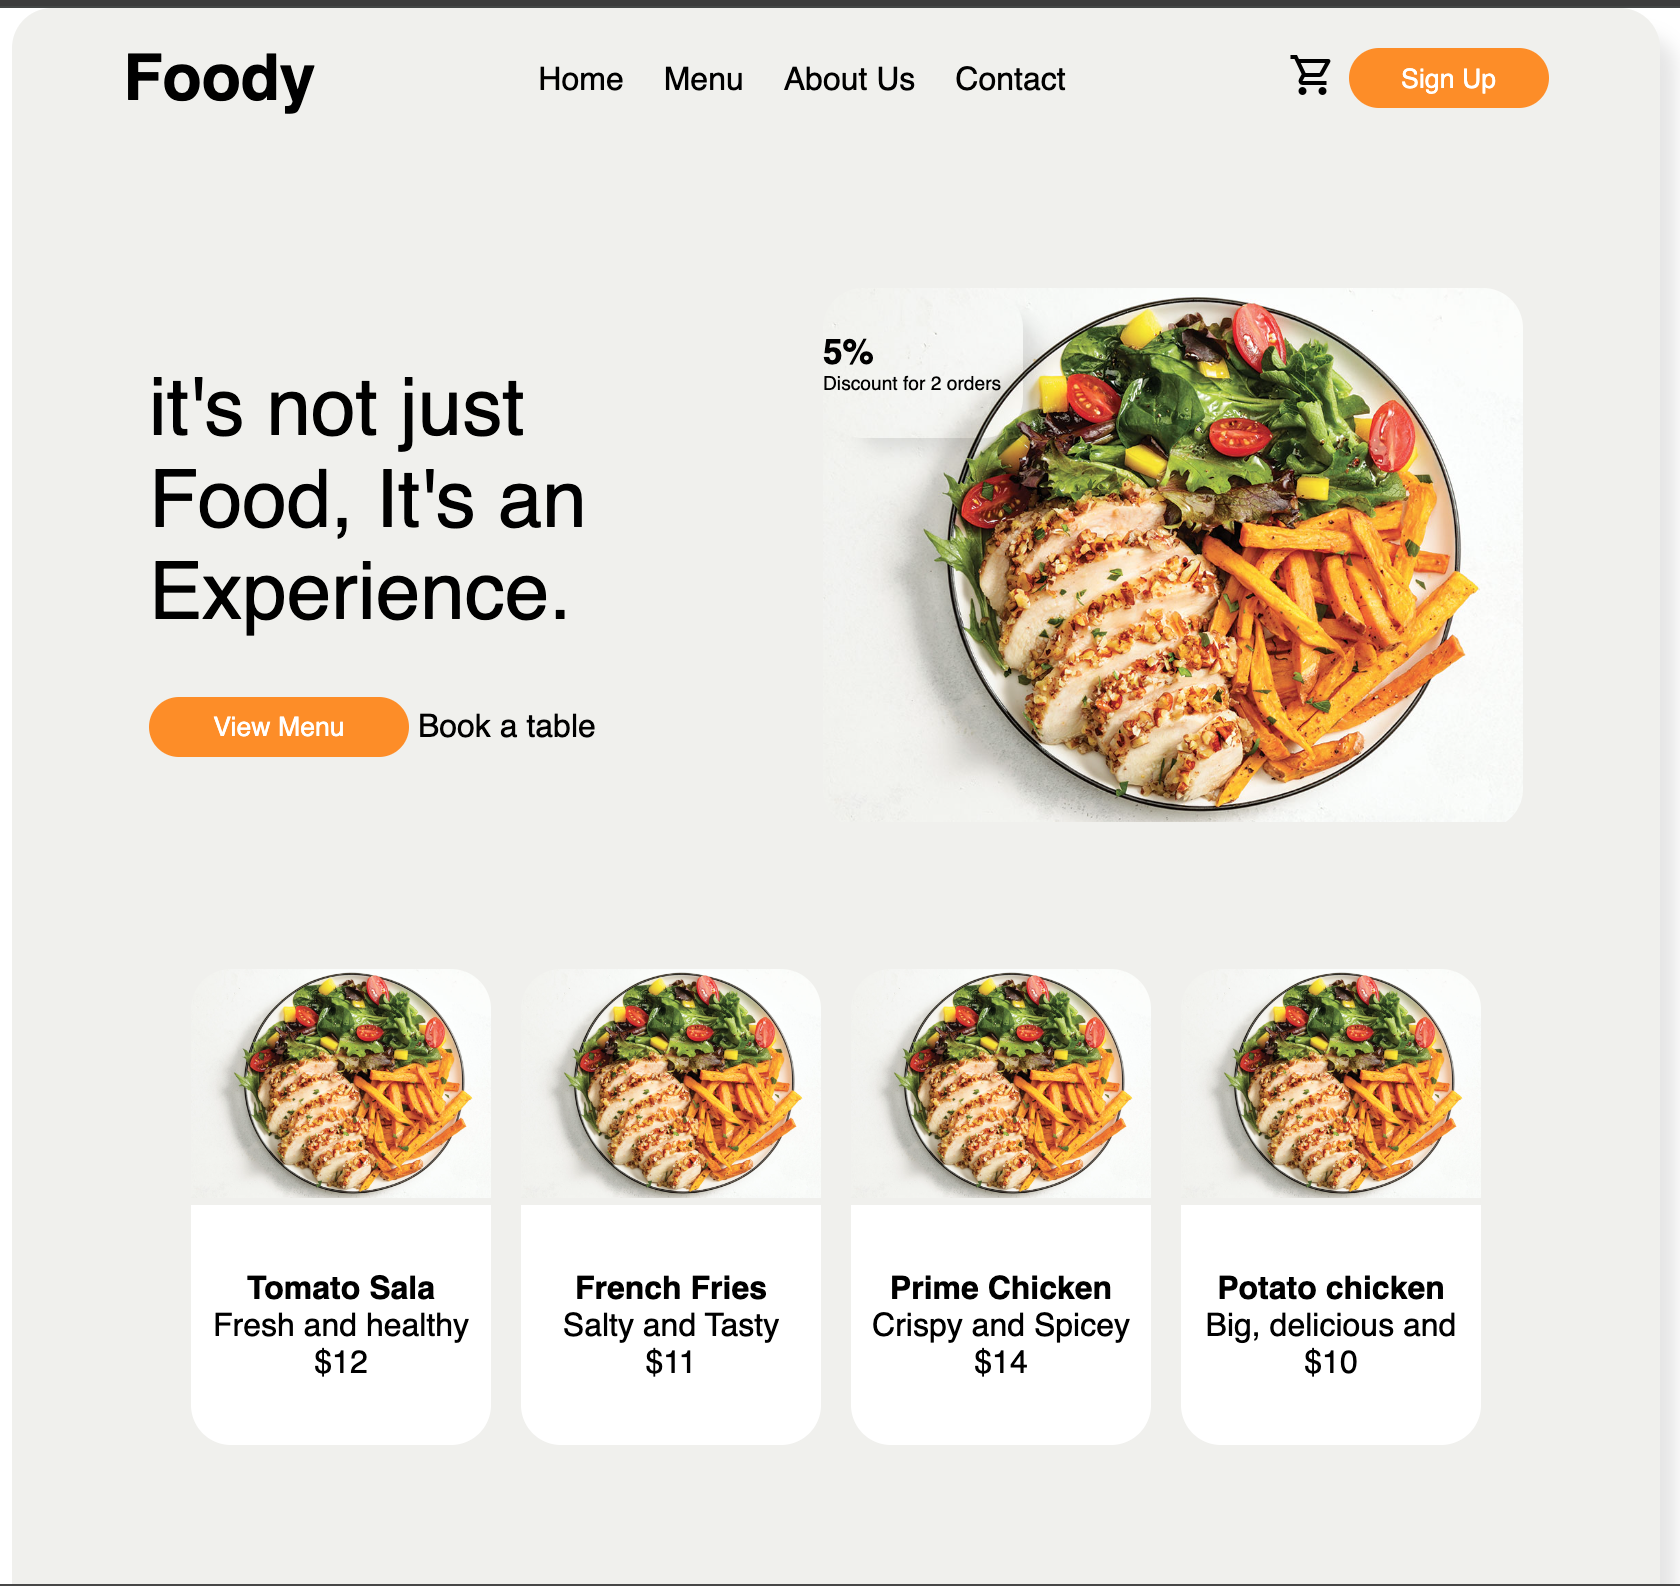 Foody
Home Menu About Us Contact
Sign Up
5%
Discount for 2 orders
it's not just
Food, It's an
Experience.
View Menu Book a table
Tomato Sala
Fresh and healthy
$12
French Fries
Salty and Tasty
$11
Prime Chicken
Crispy and Spicey
$14
Potato chicken
Big, delicious and
$10